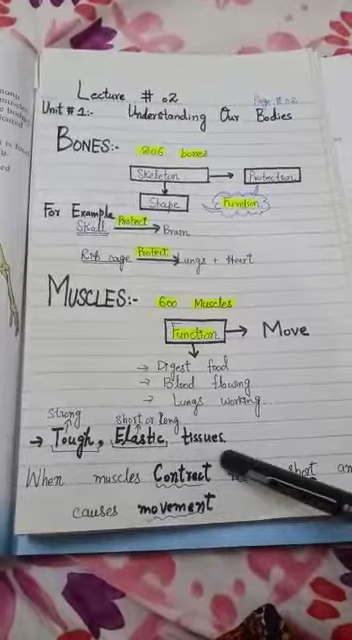 Lecture # 02
Page # 02
Unit # 1:- Understanding Our Bodies
BONES:- 206 bones
Skeleton → Protection
Shape Function
For Example
Skull Protect → Brain
Rib cage Protect → Lungs + Heart
MUSCLES:- 600 Muscles
Function → Move
→ Digest food
→ Blood flowing
→ Lungs working...
Strong short or long
→ Tough, Elastic tissues
When muscles Contract short an
causes movement